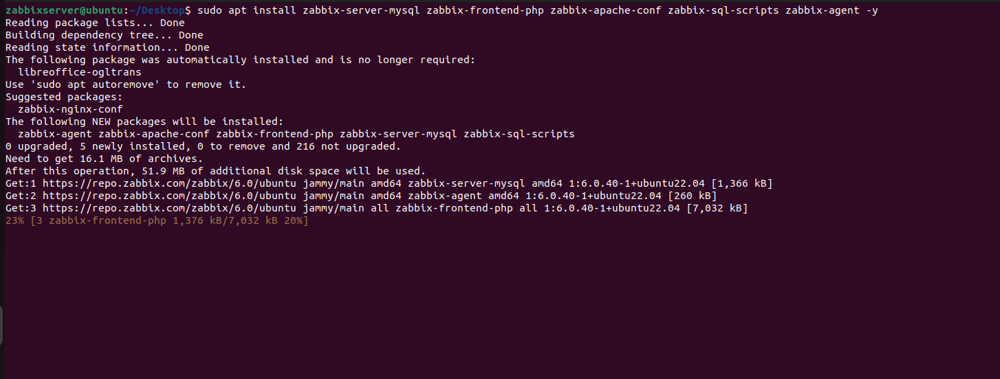 zabbixserver@ubuntu:~/Desktop$ sudo apt install zabbix-server-mysql zabbix-frontend-php zabbix-apache-conf zabbix-sql-scripts zabbix-agent -y
Reading package lists... Done
Building dependency tree... Done
Reading state information... Done
The following package was automatically installed and is no longer required:
  libreoffice-ogltrans
Use 'sudo apt autoremove' to remove it.
Suggested packages:
  zabbix-nginx-conf
The following NEW packages will be installed:
  zabbix-agent zabbix-apache-conf zabbix-frontend-php zabbix-server-mysql zabbix-sql-scripts
0 upgraded, 5 newly installed, 0 to remove and 216 not upgraded.
Need to get 16.1 MB of archives.
After this operation, 51.9 MB of additional disk space will be used.
Get:1 https://repo.zabbix.com/zabbix/6.0/ubuntu jammy/main amd64 zabbix-server-mysql amd64 1:6.0.40-1+ubuntu22.04 [1,366 kB]
Get:2 https://repo.zabbix.com/zabbix/6.0/ubuntu jammy/main amd64 zabbix-agent amd64 1:6.0.40-1+ubuntu22.04 [260 kB]
Get:3 https://repo.zabbix.com/zabbix/6.0/ubuntu jammy/main all zabbix-frontend-php all 1:6.0.40-1+ubuntu22.04 [7,032 kB]
23% [3 zabbix-frontend-php 1,376 kB/7,032 kB 20%]